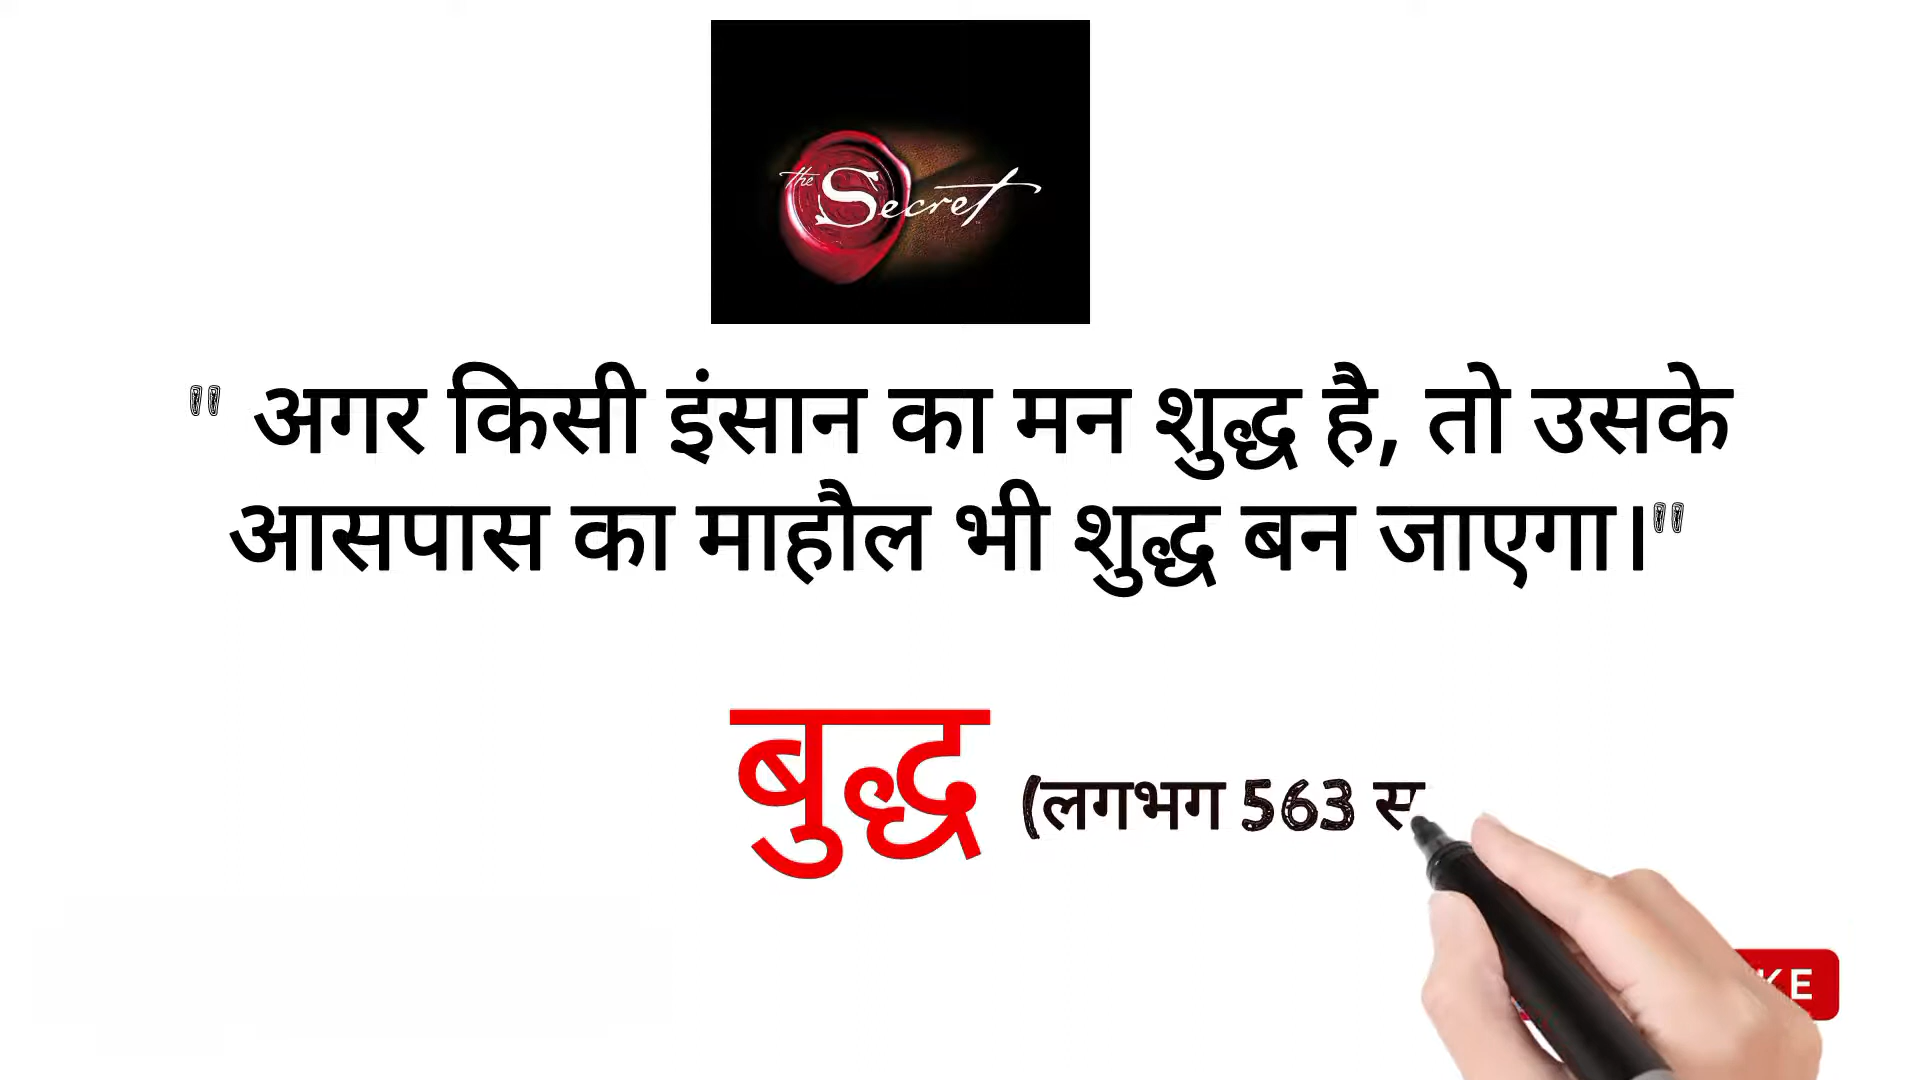 the Secret
" अगर किसी इंसान का मन शुद्ध है, तो उसके
आसपास का माहौल भी शुद्ध बन जाएगा।"
बुद्ध (लगभग 563 स